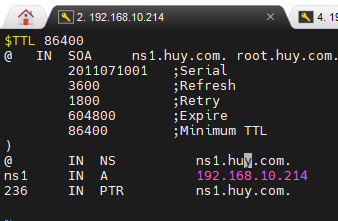 2. 192.168.10.214
4. 19
$TTL 86400
@ IN SOA ns1.huy.com. root.huy.com.
2011071001 ;Serial
3600 ;Refresh
1800 ;Retry
604800 ;Expire
86400 ;Minimum TTL
)
@ IN NS ns1.huy.com.
ns1 IN A 192.168.10.214
236 IN PTR ns1.huy.com.